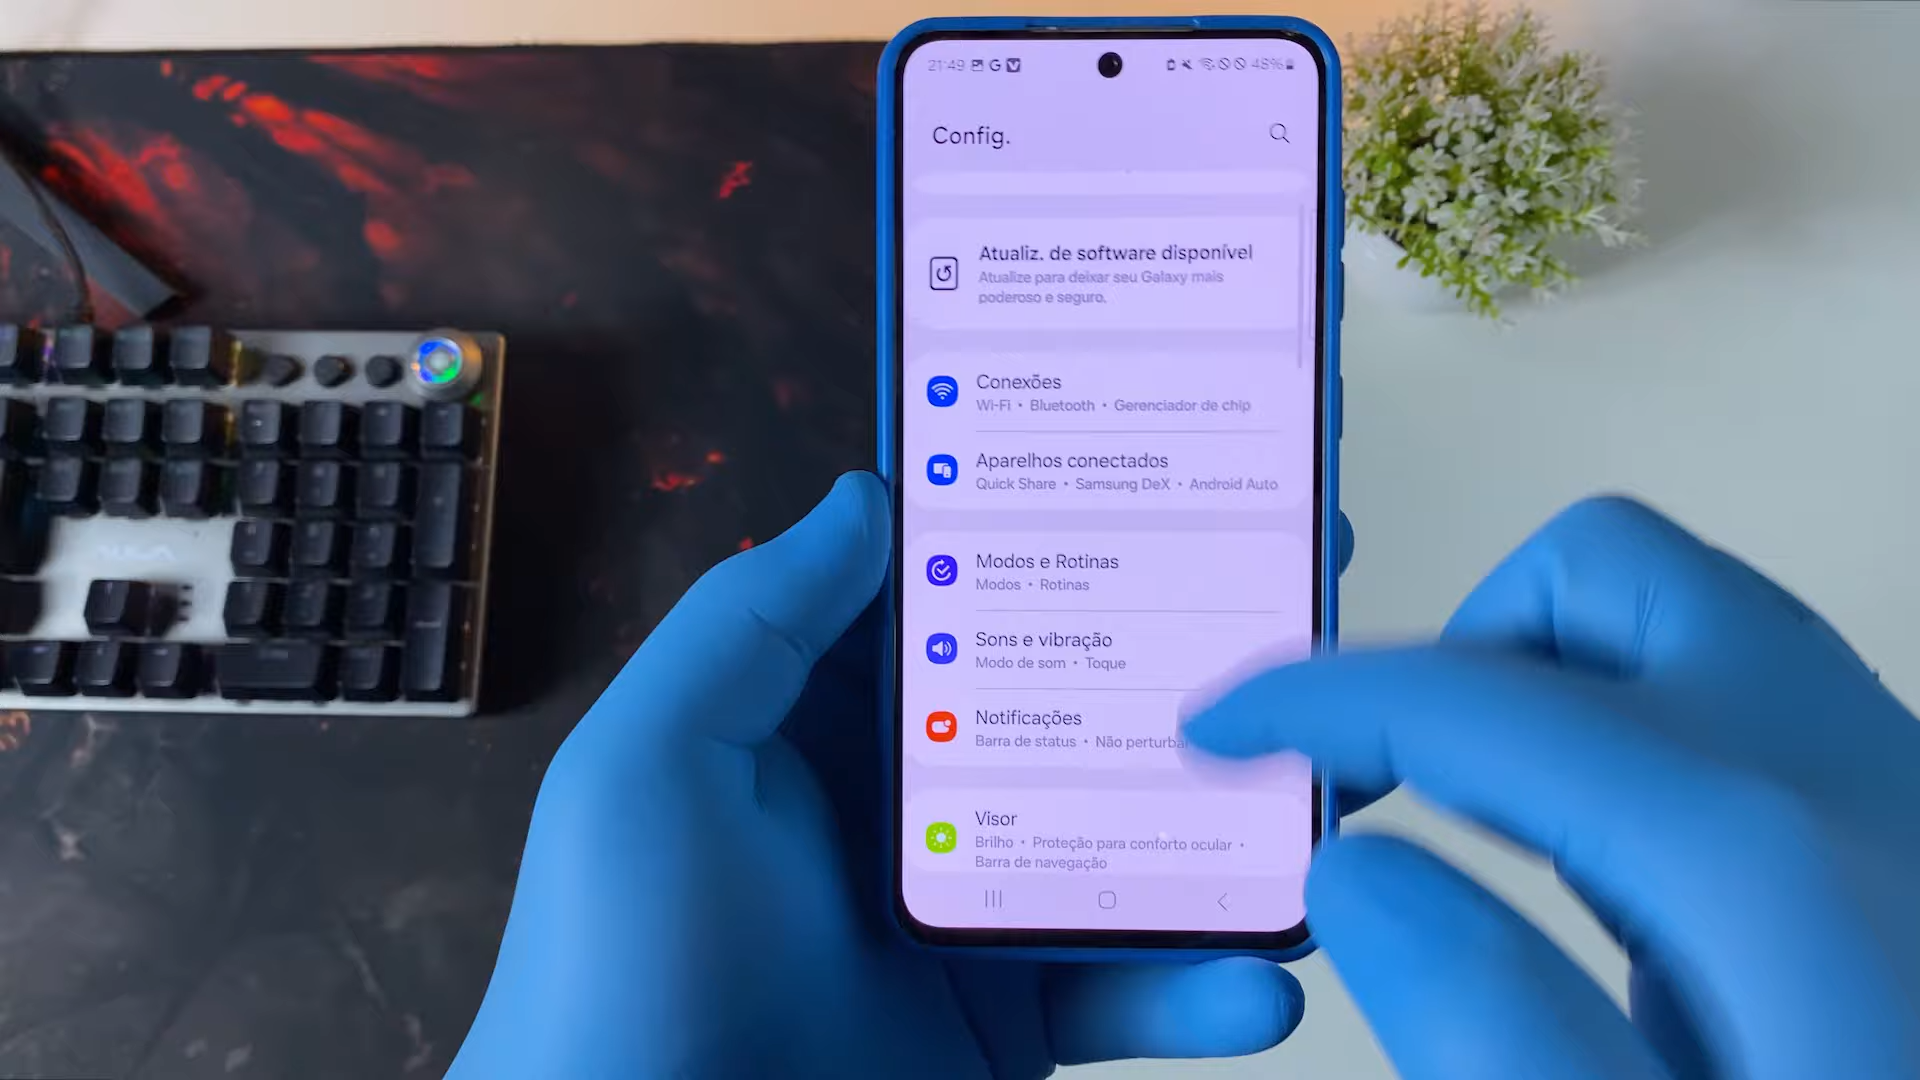 21:49 G V 48%
Config.
Atualiz. de software disponível
Atualize para deixar seu Galaxy mais
poderoso e seguro.
Conexões
Wi-Fi • Bluetooth • Gerenciador de chip
Aparelhos conectados
Quick Share • Samsung DeX • Android Auto
Modos e Rotinas
Modos • Rotinas
Sons e vibração
Modo de som • Toque
Notificações
Barra de status • Não perturba
Visor
Brilho • Proteção para conforto ocular •
Barra de navegação